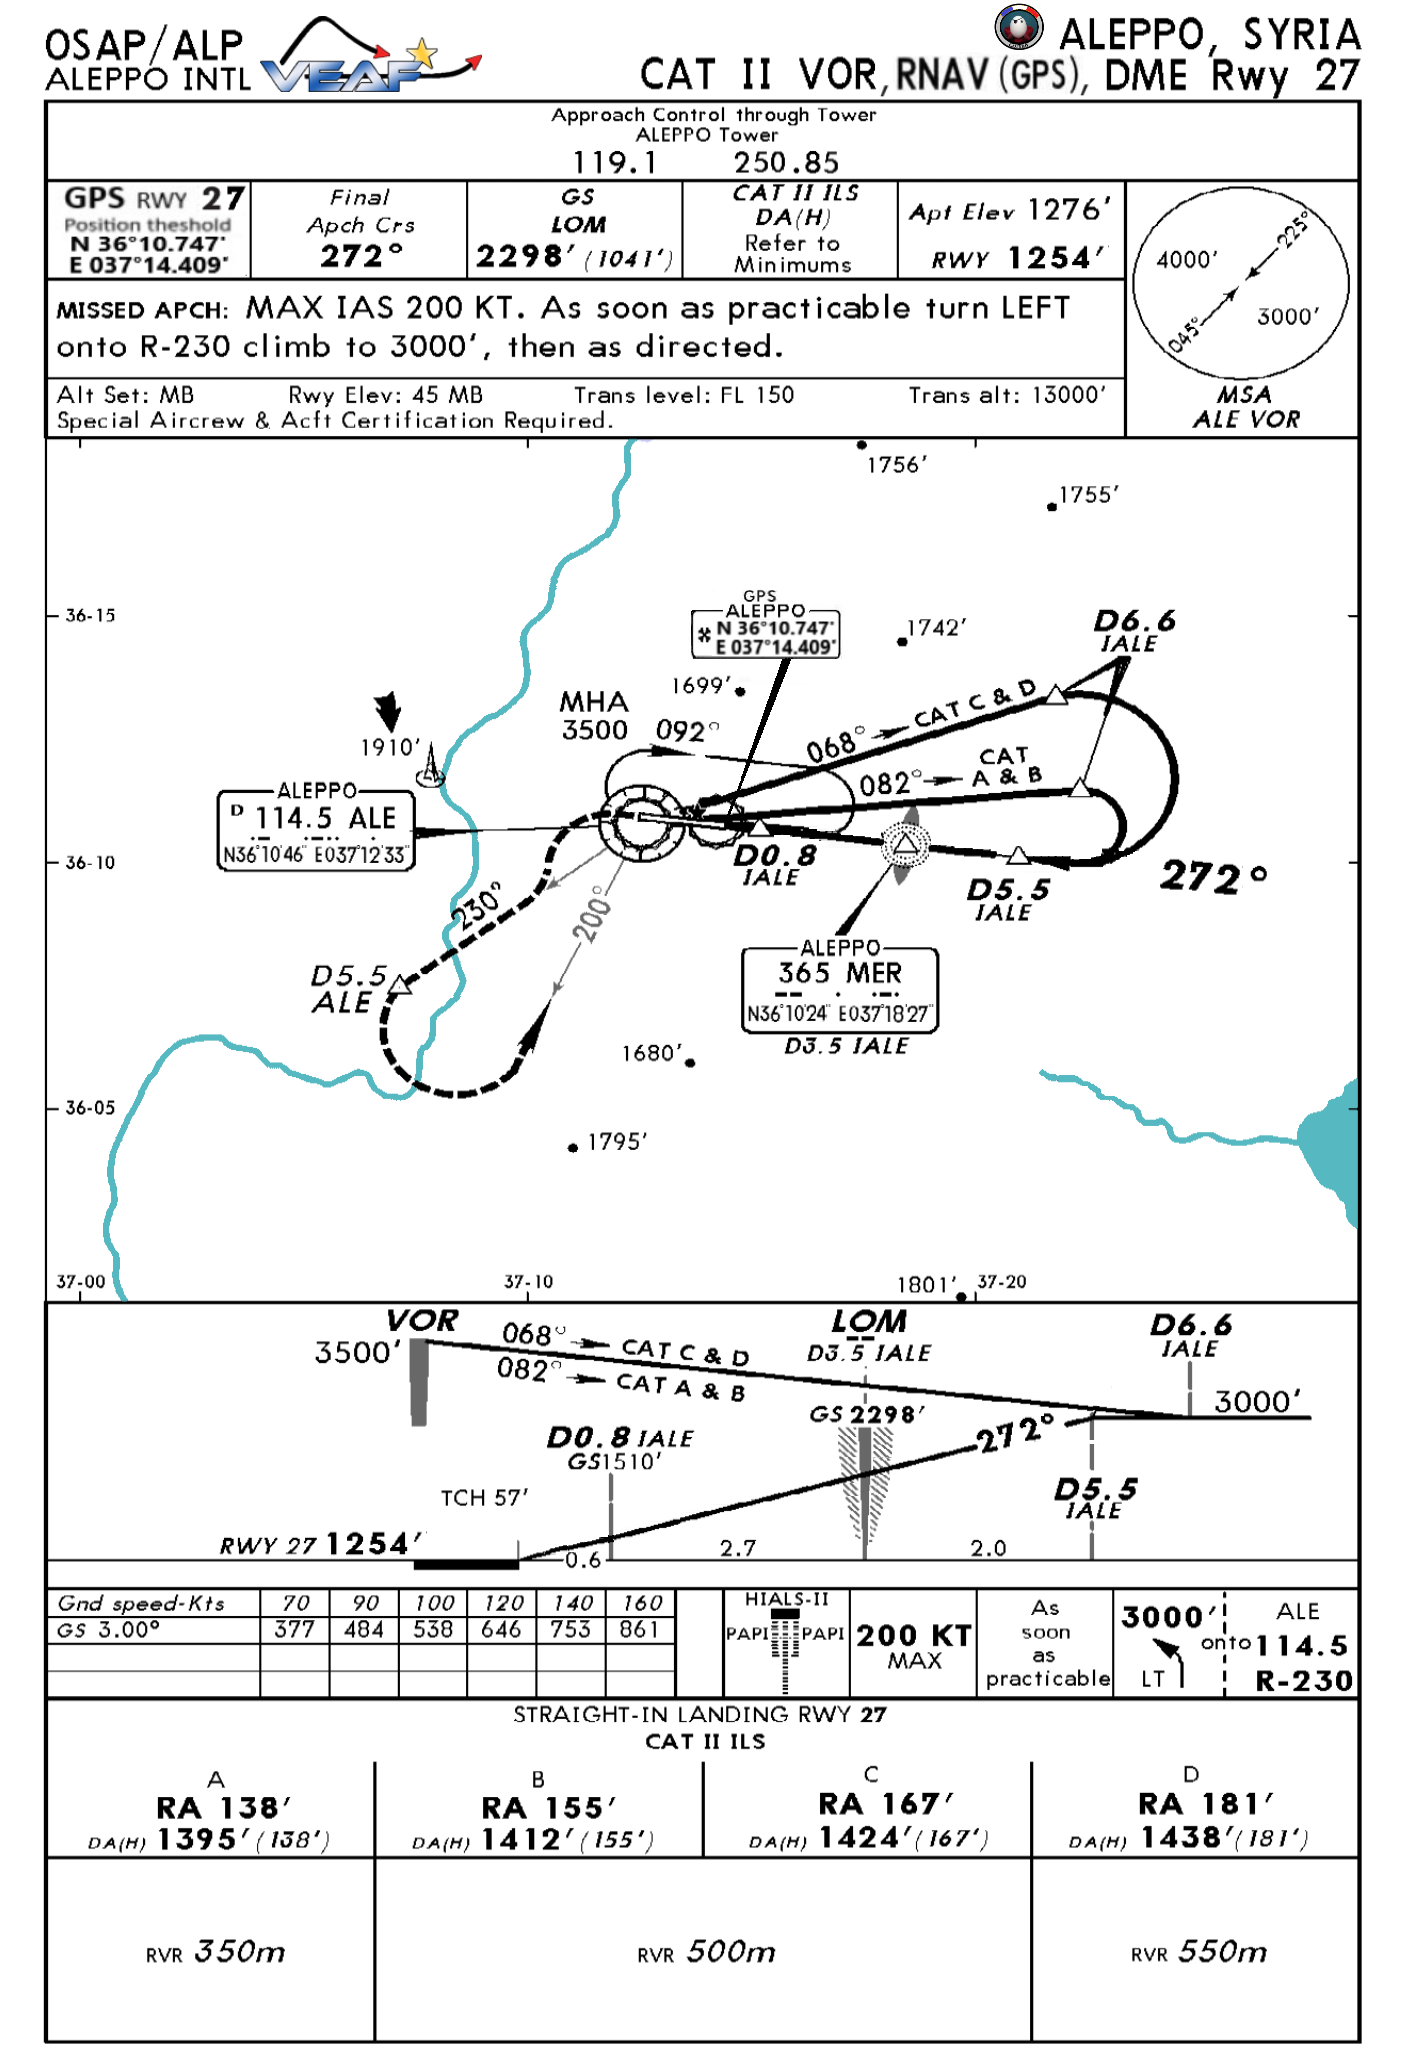 OSAP/ALP
ALEPPO INTL
VEAF
ALEPPO, SYRIA
CAT II VOR, RNAV (GPS), DME Rwy 27
Approach Control through Tower
ALEPPO Tower
119.1 250.85
GPS RWY 27
Position theshold
N 36°10.747'
E 037°14.409'
Final
Apch Crs
272°
GS
LOM
2298' (1041')
CAT II ILS
DA(H)
Refer to
Minimums
Apt Elev 1276'
RWY 1254'
4000'
225°
045°
3000'
MSA
ALE VOR
MISSED APCH: MAX IAS 200 KT. As soon as practicable turn LEFT
onto R-230 climb to 3000', then as directed.
Alt Set: MB Rwy Elev: 45 MB Trans level: FL 150 Trans alt: 13000'
Special Aircrew & Acft Certification Required.
1756'
1755'
36-15
GPS
ALEPPO
N 36°10.747'
E 037°14.409'
1742'
D6.6
IALE
1699'
MHA
3500
092°
068° CAT C & D
CAT
A & B
082°
1910'
ALEPPO
D 114.5 ALE
N36°10'46" E037°12'33"
36-10
D0.8
IALE
D5.5
IALE
272°
230°
200°
ALEPPO
365 MER
N36°10'24" E037°18'27"
D3.5 IALE
D5.5
ALE
1680'
36-05
1795'
37-00
37-10
1801'
37-20
VOR
3500'
068° CAT C & D
082° CAT A & B
LOM
D3.5 IALE
GS 2298'
D6.6
IALE
3000'
272°
D0.8 IALE
GS1510'
TCH 57'
D5.5
IALE
RWY 27 1254'
0.6
2.7
2.0
Gnd speed-Kts 70 90 100 120 140 160
GS 3.00° 377 484 538 646 753 861
HIALS-II
PAPI PAPI
200 KT
MAX
As
soon
as
practicable
3000'
LT
onto
ALE
114.5
R-230
STRAIGHT-IN LANDING RWY 27
CAT II ILS
A
RA 138'
DA(H) 1395' (138')
B
RA 155'
DA(H) 1412' (155')
C
RA 167'
DA(H) 1424' (167')
D
RA 181'
DA(H) 1438' (181')
RVR 350m
RVR 500m
RVR 550m